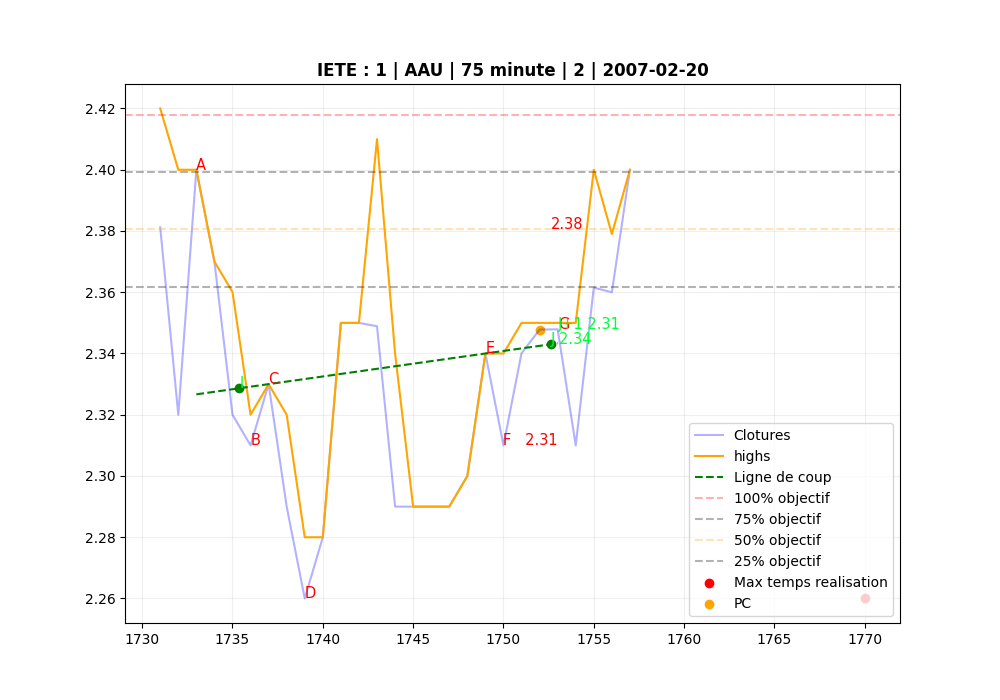 IETE : 1 | AAU | 75 minute | 2 | 2007-02-20
2.42
2.40
2.38
2.36
2.34
2.32
2.30
2.28
2.26
A
B
C
D
E
F 2.31
2.38
G
1 2.31
2.34
Clotures
highs
Ligne de coup
100% objectif
75% objectif
50% objectif
25% objectif
Max temps realisation
PC
1730 1735 1740 1745 1750 1755 1760 1765 1770